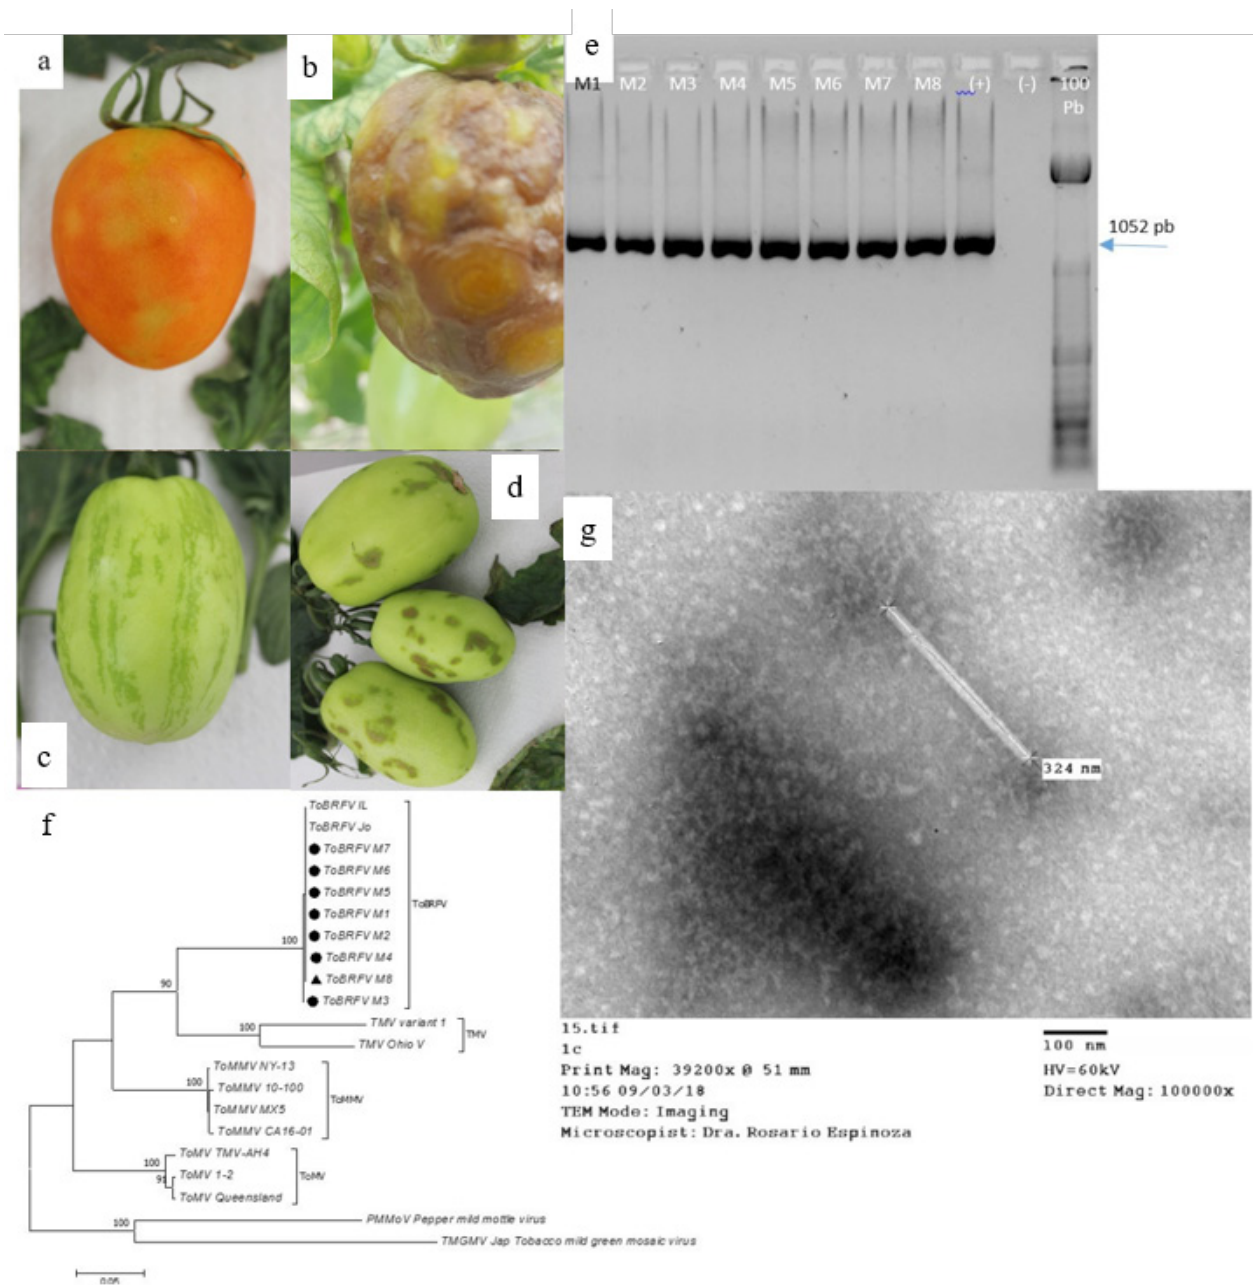 a
b
e
M1 M2 M3 M4 M5 M6 M7 M8 (+) (-) 100
Pb
1052 pb
c
d
g
324 nm
f
ToBRFV IL
ToBRFV Jo
ToBRFV M7
ToBRFV M6
ToBRFV M5
ToBRFV M1
ToBRFV M2
ToBRFV M4
ToBRFV M8
ToBRFV M3
ToBRFV
100
90
TMV variant 1
TMV Ohio V
TMV
100
ToMMV NY-13
ToMMV 10-100
ToMMV MX5
ToMMV CA16-01
ToMMV
100
ToMV TMV-AH4
ToMV 1-2
ToMV Queensland
ToMV
100
91
PMMoV Pepper mild mottle virus
TMGMV Jap Tobacco mild green mosaic virus
100
0.05
15.tif
1c
Print Mag: 39200x @ 51 mm
10:56 09/03/18
TEM Mode: Imaging
Microscopist: Dra. Rosario Espinoza
100 nm
HV=60kV
Direct Mag: 100000x